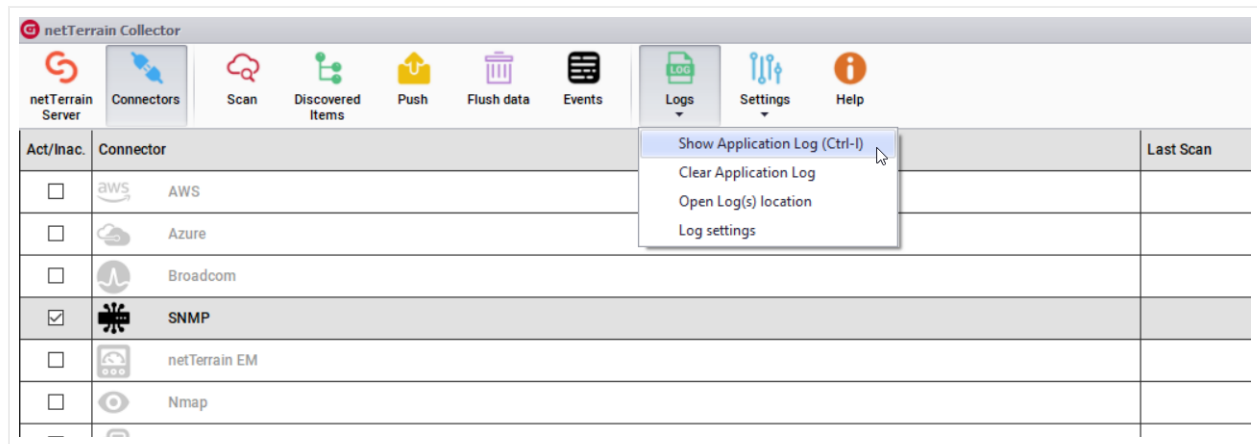 netTerrain Collector
netTerrain Server
Connectors
Scan
Discovered Items
Push
Flush data
Events
LOG
Logs
Settings
Help
Act/Inac.
Connector
Last Scan
Show Application Log (Ctrl-I)
Clear Application Log
Open Log(s) location
Log settings
aws
AWS
Azure
Broadcom
SNMP
netTerrain EM
Nmap